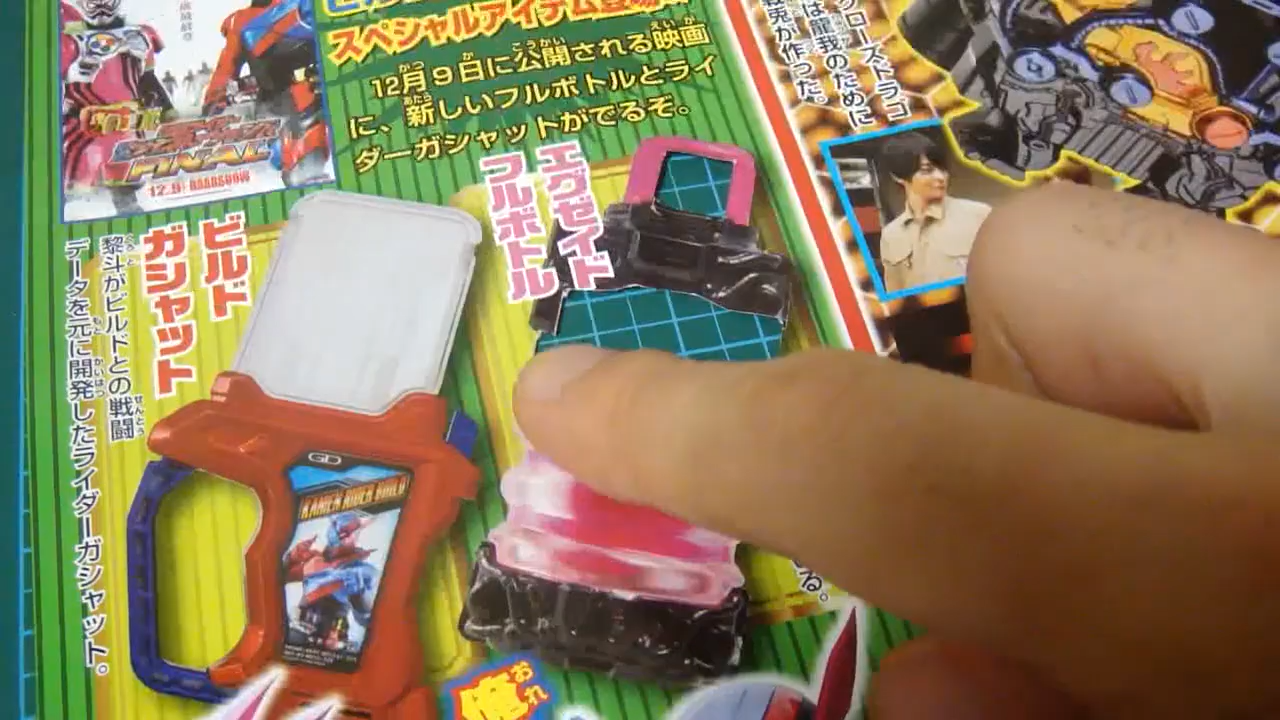 スペシャルアイテム登場
12月9日に公開される映画
に、新しいフルボトルとライ
ダーガシャットがでるぞ。
FINAL
12.9 ROADSHOW
ビルド
ガシャット
黎斗がビルドとの戦闘
データを元に開発したライダーガシャット。
エグゼイド
フルボトル
クローズドラゴ
は龍我のために
兎が作った。
GD
KAMEN RIDER BUILD
る。
俺